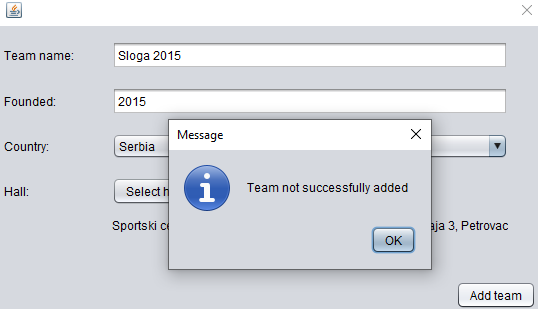 Team name:
Sloga 2015
Founded:
2015
Country:
Serbia
Message
Team not successfully added
OK
Hall:
Select h
Sportski ce
aja 3, Petrovac
Add team